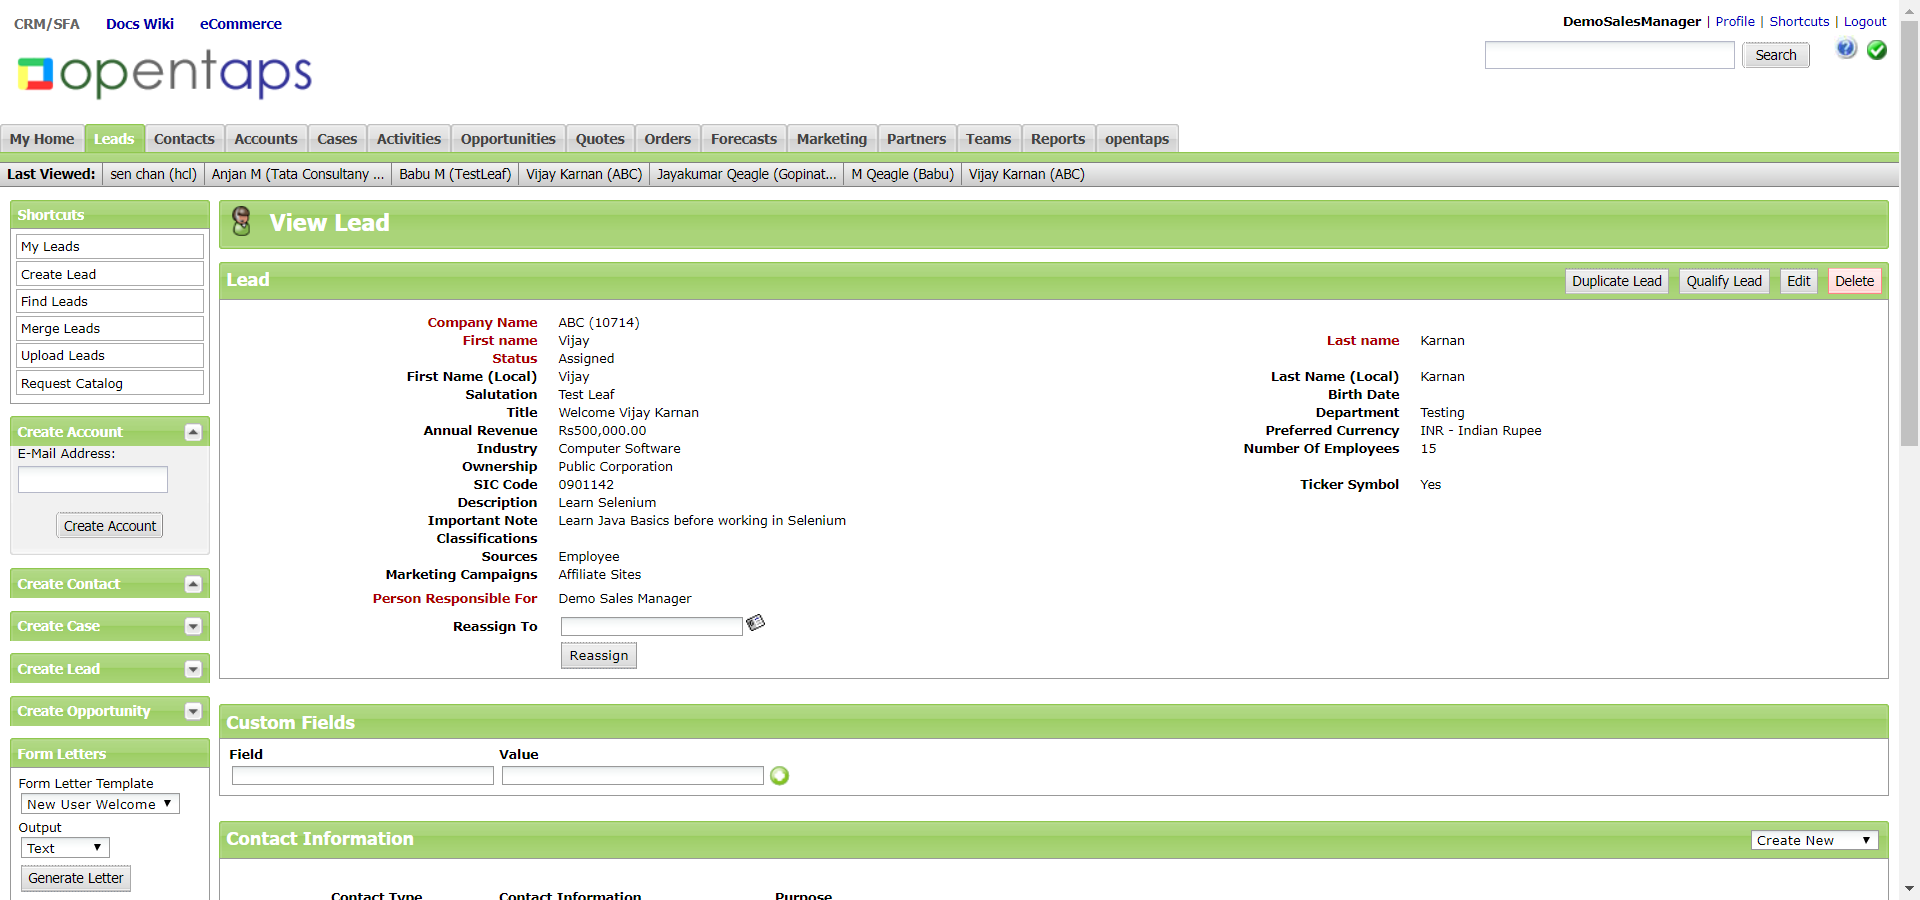 CRM/SFA Docs Wiki eCommerce
DemoSalesManager | Profile | Shortcuts | Logout
opentaps
Search
My Home Leads Contacts Accounts Cases Activities Opportunities Quotes Orders Forecasts Marketing Partners Teams Reports opentaps
Last Viewed: sen chan (hcl) Anjan M (Tata Consultany ... Babu M (TestLeaf) Vijay Karnan (ABC) Jayakumar Qeagle (Gopinat... M Qeagle (Babu) Vijay Karnan (ABC)
Shortcuts
My Leads
Create Lead
Find Leads
Merge Leads
Upload Leads
Request Catalog
Create Account
E-Mail Address:
Create Account
Create Contact
Create Case
Create Lead
Create Opportunity
Form Letters
Form Letter Template
New User Welcome
Output
Text
Generate Letter
View Lead
Lead
Duplicate Lead Qualify Lead Edit Delete
Company Name ABC (10714)
First name Vijay Last name Karnan
Status Assigned
First Name (Local) Vijay Last Name (Local) Karnan
Salutation Test Leaf Birth Date
Title Welcome Vijay Karnan Department Testing
Annual Revenue Rs500,000.00 Preferred Currency INR - Indian Rupee
Industry Computer Software Number Of Employees 15
Ownership Public Corporation
SIC Code 0901142 Ticker Symbol Yes
Description Learn Selenium
Important Note Learn Java Basics before working in Selenium
Classifications
Sources Employee
Marketing Campaigns Affiliate Sites
Person Responsible For Demo Sales Manager
Reassign To
Reassign
Custom Fields
Field Value
Contact Information
Create New
Contact Type Contact Information Purpose